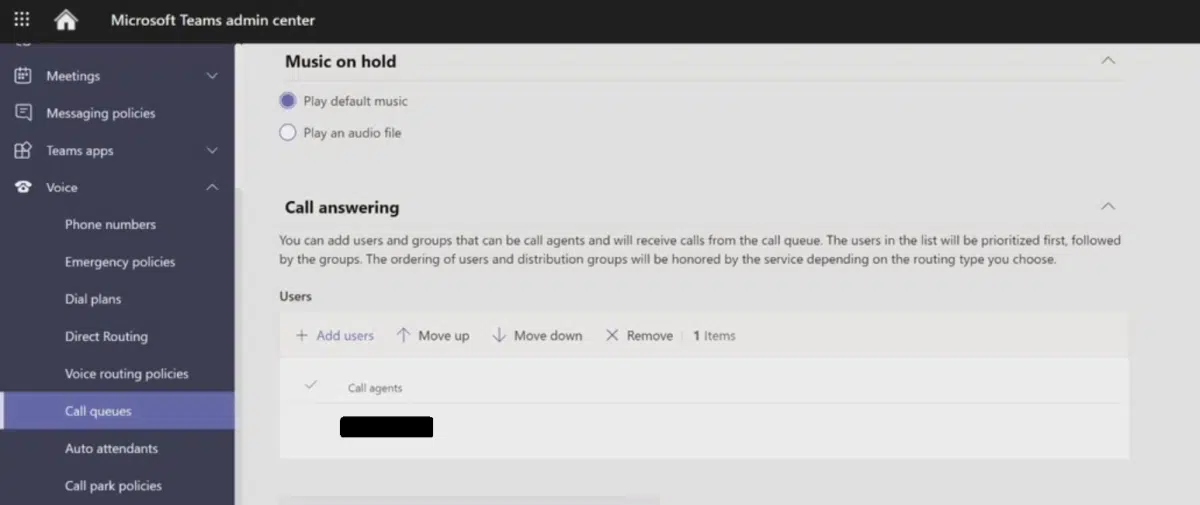 Microsoft Teams admin center
Meetings
Messaging policies
Teams apps
Voice
Phone numbers
Emergency policies
Dial plans
Direct Routing
Voice routing policies
Call queues
Auto attendants
Call park policies
Music on hold
Play default music
Play an audio file
Call answering
You can add users and groups that can be call agents and will receive calls from the call queue. The users in the list will be prioritized first, followed
by the groups. The ordering of users and distribution groups will be honored by the service depending on the routing type you choose.
Users
+ Add users ↑ Move up ↓ Move down × Remove | 1 Items
Call agents